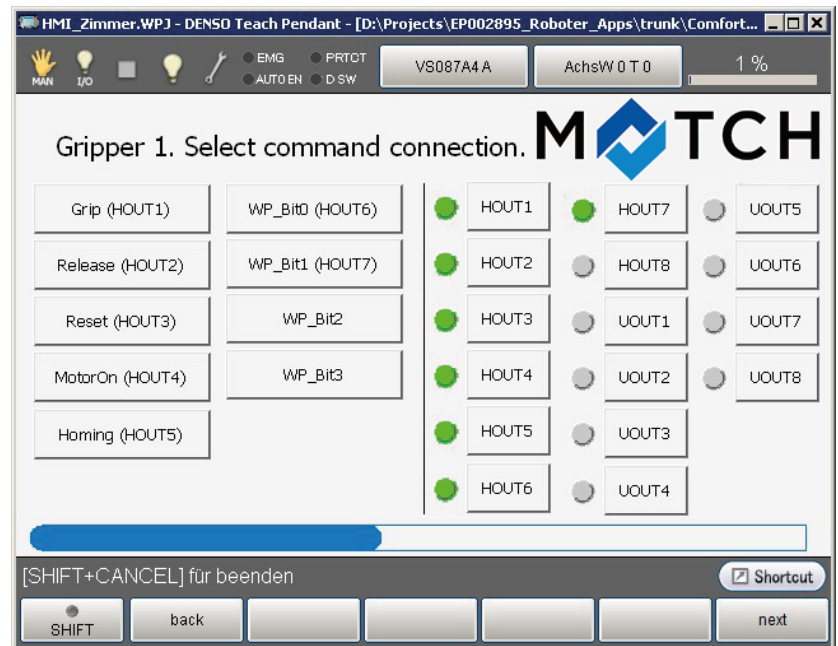 HMI_Zimmer.WPJ - DENSO Teach Pendant - [D:\Projects\EP002895_Roboter_Apps\trunk\Comfort...
MAN I/O EMG PRTCT AUTO EN D SW VS087A4 A AchsW 0 T 0 1 %
Gripper 1. Select command connection. MATCH
Grip (HOUT1) WP_Bit0 (HOUT6) HOUT1 HOUT7 UOUT5
Release (HOUT2) WP_Bit1 (HOUT7) HOUT2 HOUT8 UOUT6
Reset (HOUT3) WP_Bit2 HOUT3 UOUT1 UOUT7
MotorOn (HOUT4) WP_Bit3 HOUT4 UOUT2 UOUT8
Homing (HOUT5) HOUT5 UOUT3
HOUT6 UOUT4
[SHIFT+CANCEL] für beenden Shortcut
SHIFT back next